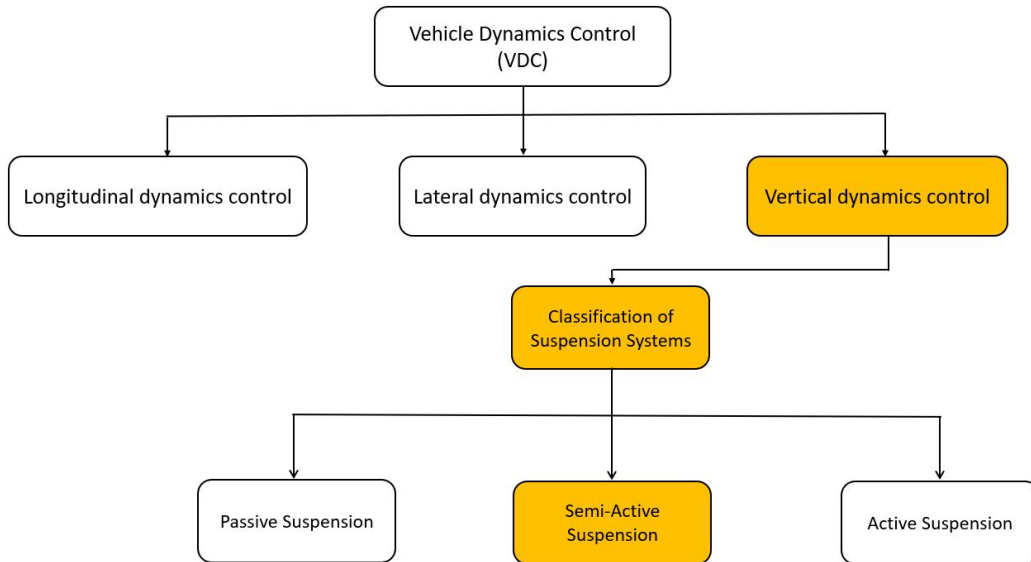 Vehicle Dynamics Control
(VDC)
Longitudinal dynamics control
Lateral dynamics control
Vertical dynamics control
Classification of
Suspension Systems
Passive Suspension
Semi-Active
Suspension
Active Suspension